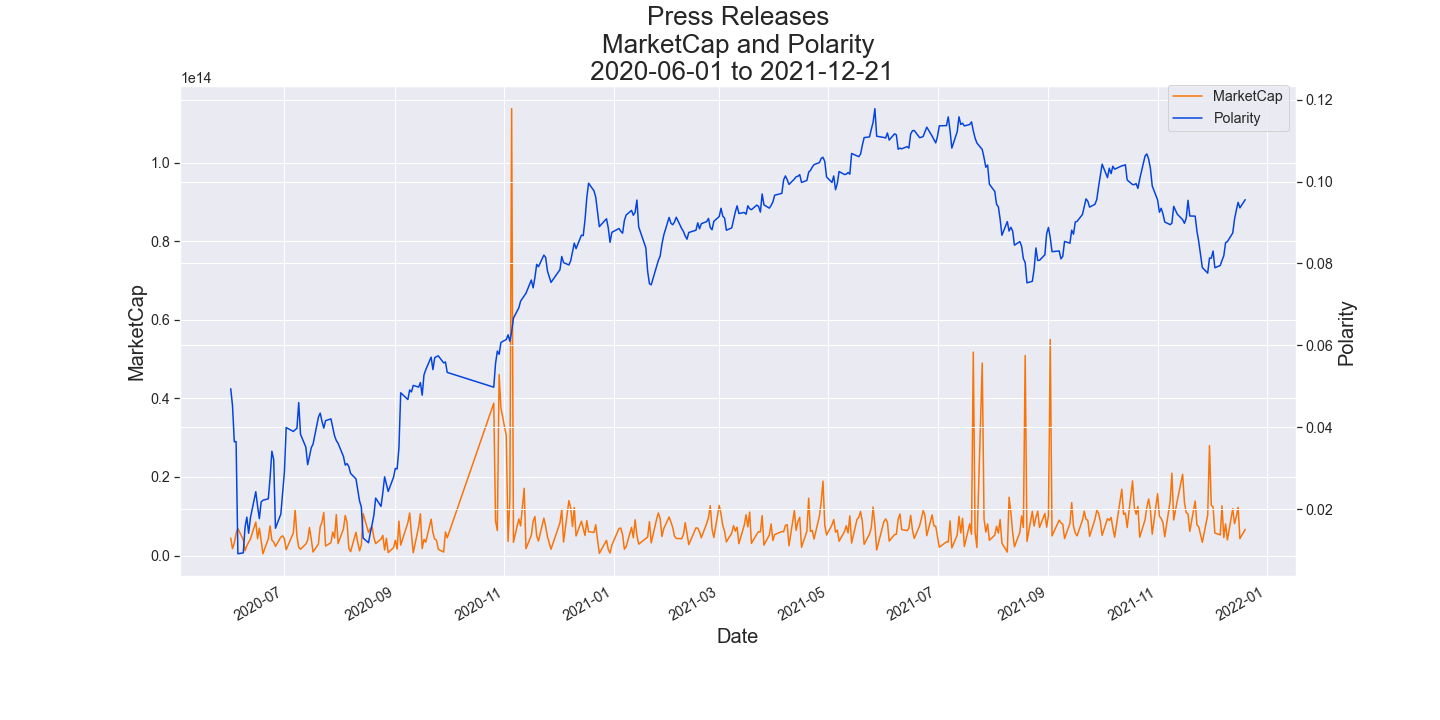 Press Releases
MarketCap and Polarity
2020-06-01 to 2021-12-21
1e14
MarketCap
Polarity
1.0
0.8
0.6
0.4
0.2
0.0
MarketCap
0.12
0.10
0.08
0.06
0.04
0.02
Polarity
2020-07
2020-09
2020-11
2021-01
2021-03
2021-05
2021-07
2021-09
2021-11
2022-01
Date